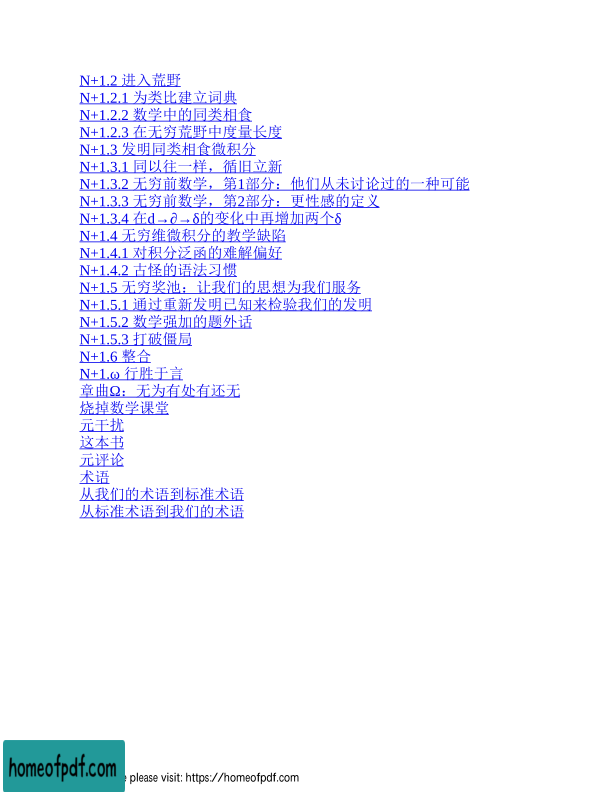 N+1.2 进入荒野
N+1.2.1 为类比建立词典
N+1.2.2 数学中的同类相食
N+1.2.3 在无穷荒野中度量长度
N+1.3 发明同类相食微积分
N+1.3.1 同以往一样，循旧立新
N+1.3.2 无穷前数学，第1部分：他们从未讨论过的一种可能
N+1.3.3 无穷前数学，第2部分：更性感的定义
N+1.3.4 在d→∂→δ的变化中再增加两个δ
N+1.4 无穷维微积分的教学缺陷
N+1.4.1 对积分泛函的难解偏好
N+1.4.2 古怪的语法习惯
N+1.5 无穷奖池：让我们的思想为我们服务
N+1.5.1 通过重新发明已知来检验我们的发明
N+1.5.2 数学强加的题外话
N+1.5.3 打破僵局
N+1.6 整合
N+1.ω 行胜于言
章曲Ω：无为有处有还无
烧掉数学课堂
元干扰
这本书
元评论
术语
从我们的术语到标准术语
从标准术语到我们的术语
homeofpdf.com
e please visit: https://homeofpdf.com